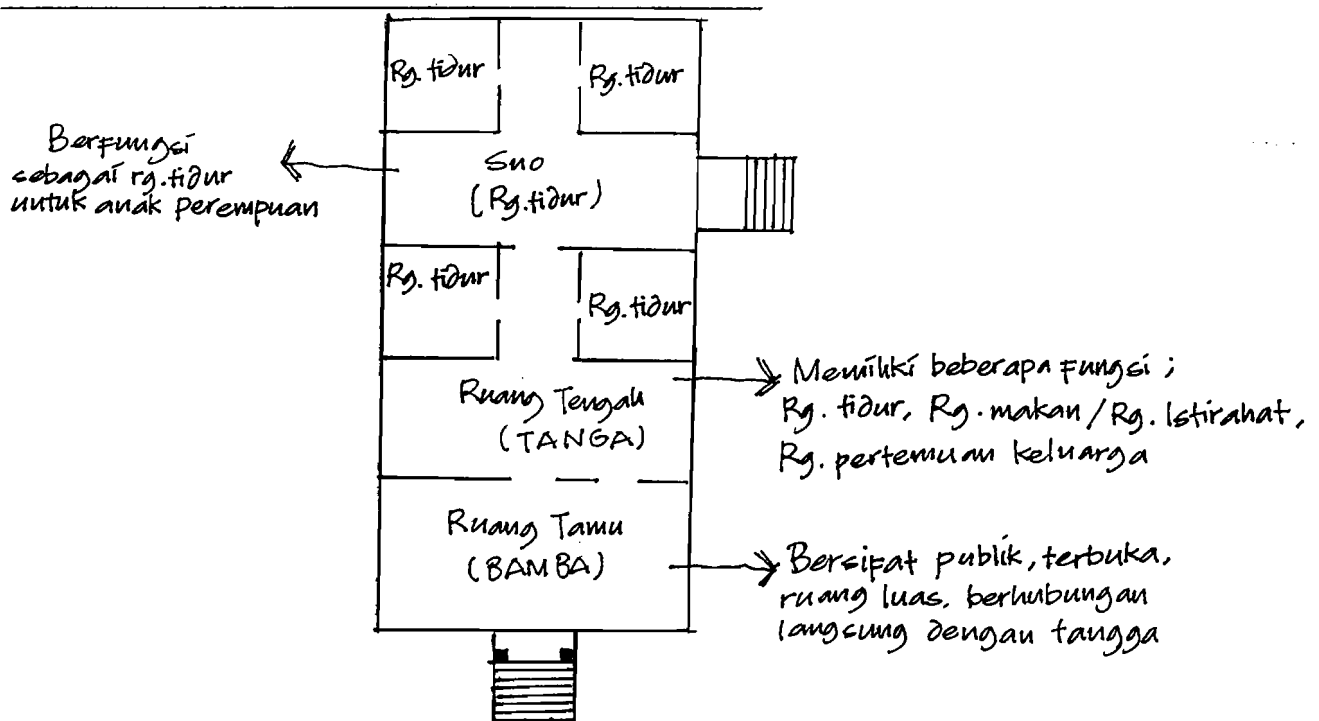 Rg. tidur
Rg. tidur
Berfungsi
sebagai rg. tidur
untuk anak perempuan
Suo
(Rg. tidur)
Rg. tidur
Rg. tidur
Ruang Tengah
(TANGA)
Memiliki beberapa fungsi ;
Rg. tidur, Rg. makan / Rg. Istirahat,
Rg. pertemuan keluarga
Ruang Tamu
(BAMBA)
Bersifat publik, terbuka,
ruang luas, berhubungan
langsung dengan tangga